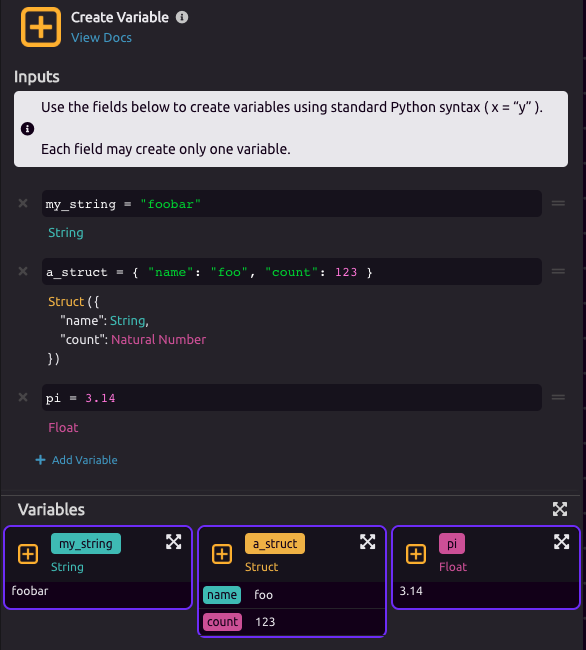 Create Variable
View Docs
Inputs
Use the fields below to create variables using standard Python syntax ( x = “y” ).
Each field may create only one variable.
my_string = "foobar"
String
a_struct = { "name": "foo", "count": 123 }
Struct ({
"name": String,
"count": Natural Number
})
pi = 3.14
Float
+ Add Variable
Variables
my_string
String
foobar
a_struct
Struct
name foo
count 123
pi
Float
3.14